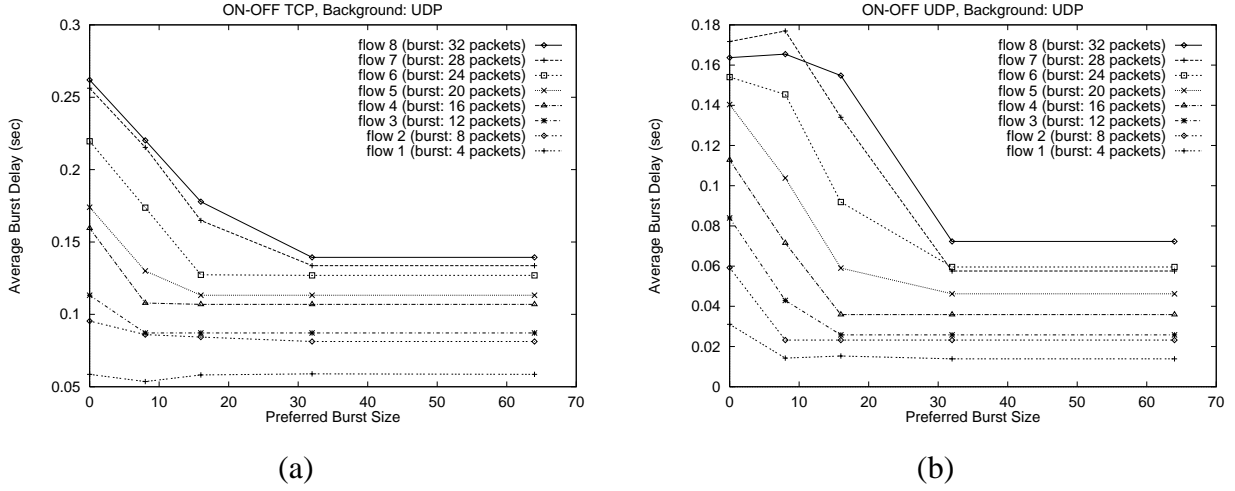 ON-OFF TCP, Background: UDP
0.3
0.25
0.2
0.15
0.1
0.05
Average Burst Delay (sec)
flow 8 (burst: 32 packets)
flow 7 (burst: 28 packets)
flow 6 (burst: 24 packets)
flow 5 (burst: 20 packets)
flow 4 (burst: 16 packets)
flow 3 (burst: 12 packets)
flow 2 (burst: 8 packets)
flow 1 (burst: 4 packets)
0 10 20 30 40 50 60 70
Preferred Burst Size
(a)
ON-OFF UDP, Background: UDP
0.18
0.16
0.14
0.12
0.1
0.08
0.06
0.04
0.02
0
Average Burst Delay (sec)
flow 8 (burst: 32 packets)
flow 7 (burst: 28 packets)
flow 6 (burst: 24 packets)
flow 5 (burst: 20 packets)
flow 4 (burst: 16 packets)
flow 3 (burst: 12 packets)
flow 2 (burst: 8 packets)
flow 1 (burst: 4 packets)
0 10 20 30 40 50 60 70
Preferred Burst Size
(b)